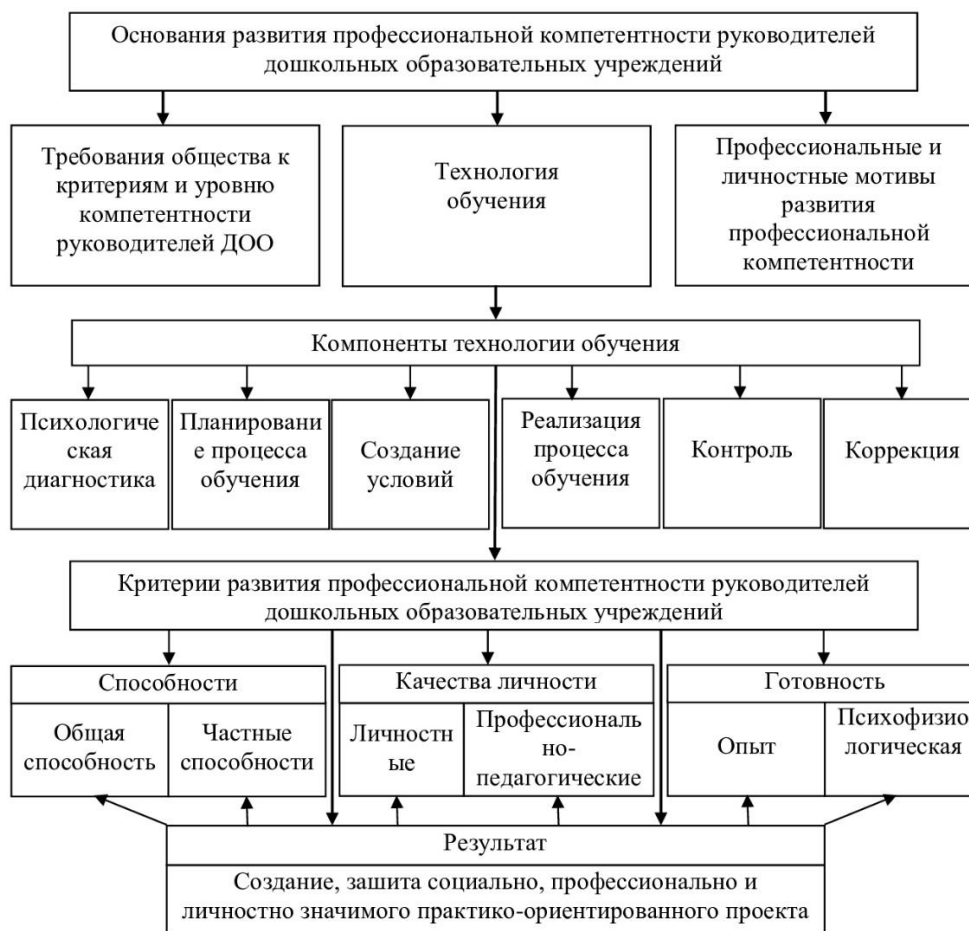 Основания развития профессиональной компетентности руководителей
дошкольных образовательных учреждений
Требования общества к
критериям и уровню
компетентности
руководителей ДОО
Технология
обучения
Профессиональные и
личностные мотивы
развития
профессиональной
компетентности
Компоненты технологии обучения
Психологиче
ская
диагностика
Планировани
е процесса
обучения
Создание
условий
Реализация
процесса
обучения
Контроль
Коррекция
Критерии развития профессиональной компетентности руководителей
дошкольных образовательных учреждений
Способности
Общая
способность
Частные
способности
Качества личности
Личностн
ые
Профессиональ
но-
педагогические
Готовность
Опыт
Психофизио
логическая
Результат
Создание, зашита социально, профессионально и
личностно значимого практико-ориентированного проекта